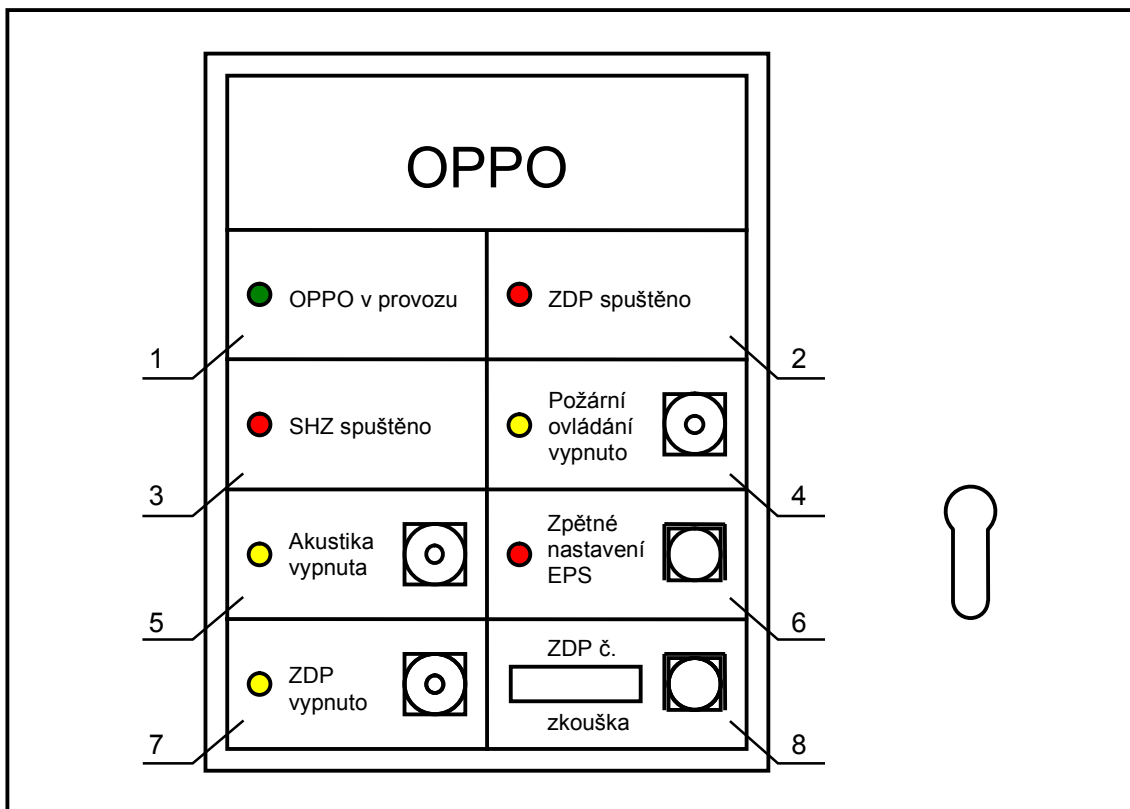 OPPO
OPPO v provozu
ZDP spuštěno
1
2
SHZ spuštěno
Požární
ovládání
vypnuto
3
4
Akustika
vypnuta
Zpětné
nastavení
EPS
5
6
ZDP
vypnuto
ZDP č.
zkouška
7
8